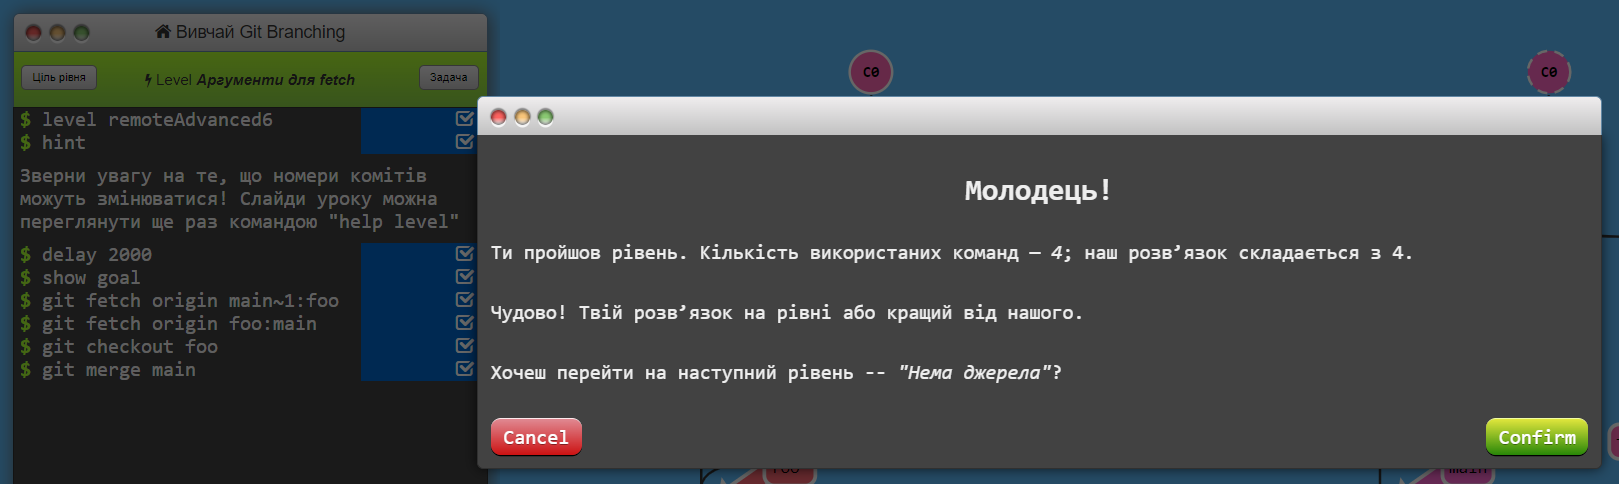 Вивчай Git Branching
Ціль рівня
Level Аргументи для fetch
Задача
$ level remoteAdvanced6
$ hint
Зверни увагу на те, що номери комітів
можуть змінюватися! Слайди уроку можна
переглянути ще раз командою "help level"
$ delay 2000
$ show goal
$ git fetch origin main~1:foo
$ git fetch origin foo:main
$ git checkout foo
$ git merge main
C0
C0
Молодець!
Ти пройшов рівень. Кількість використаних команд – 4; наш розв’язок складається з 4.
Чудово! Твій розв’язок на рівні або кращий від нашого.
Хочеш перейти на наступний рівень -- "Нема джерела"?
Cancel
Confirm
foo
main